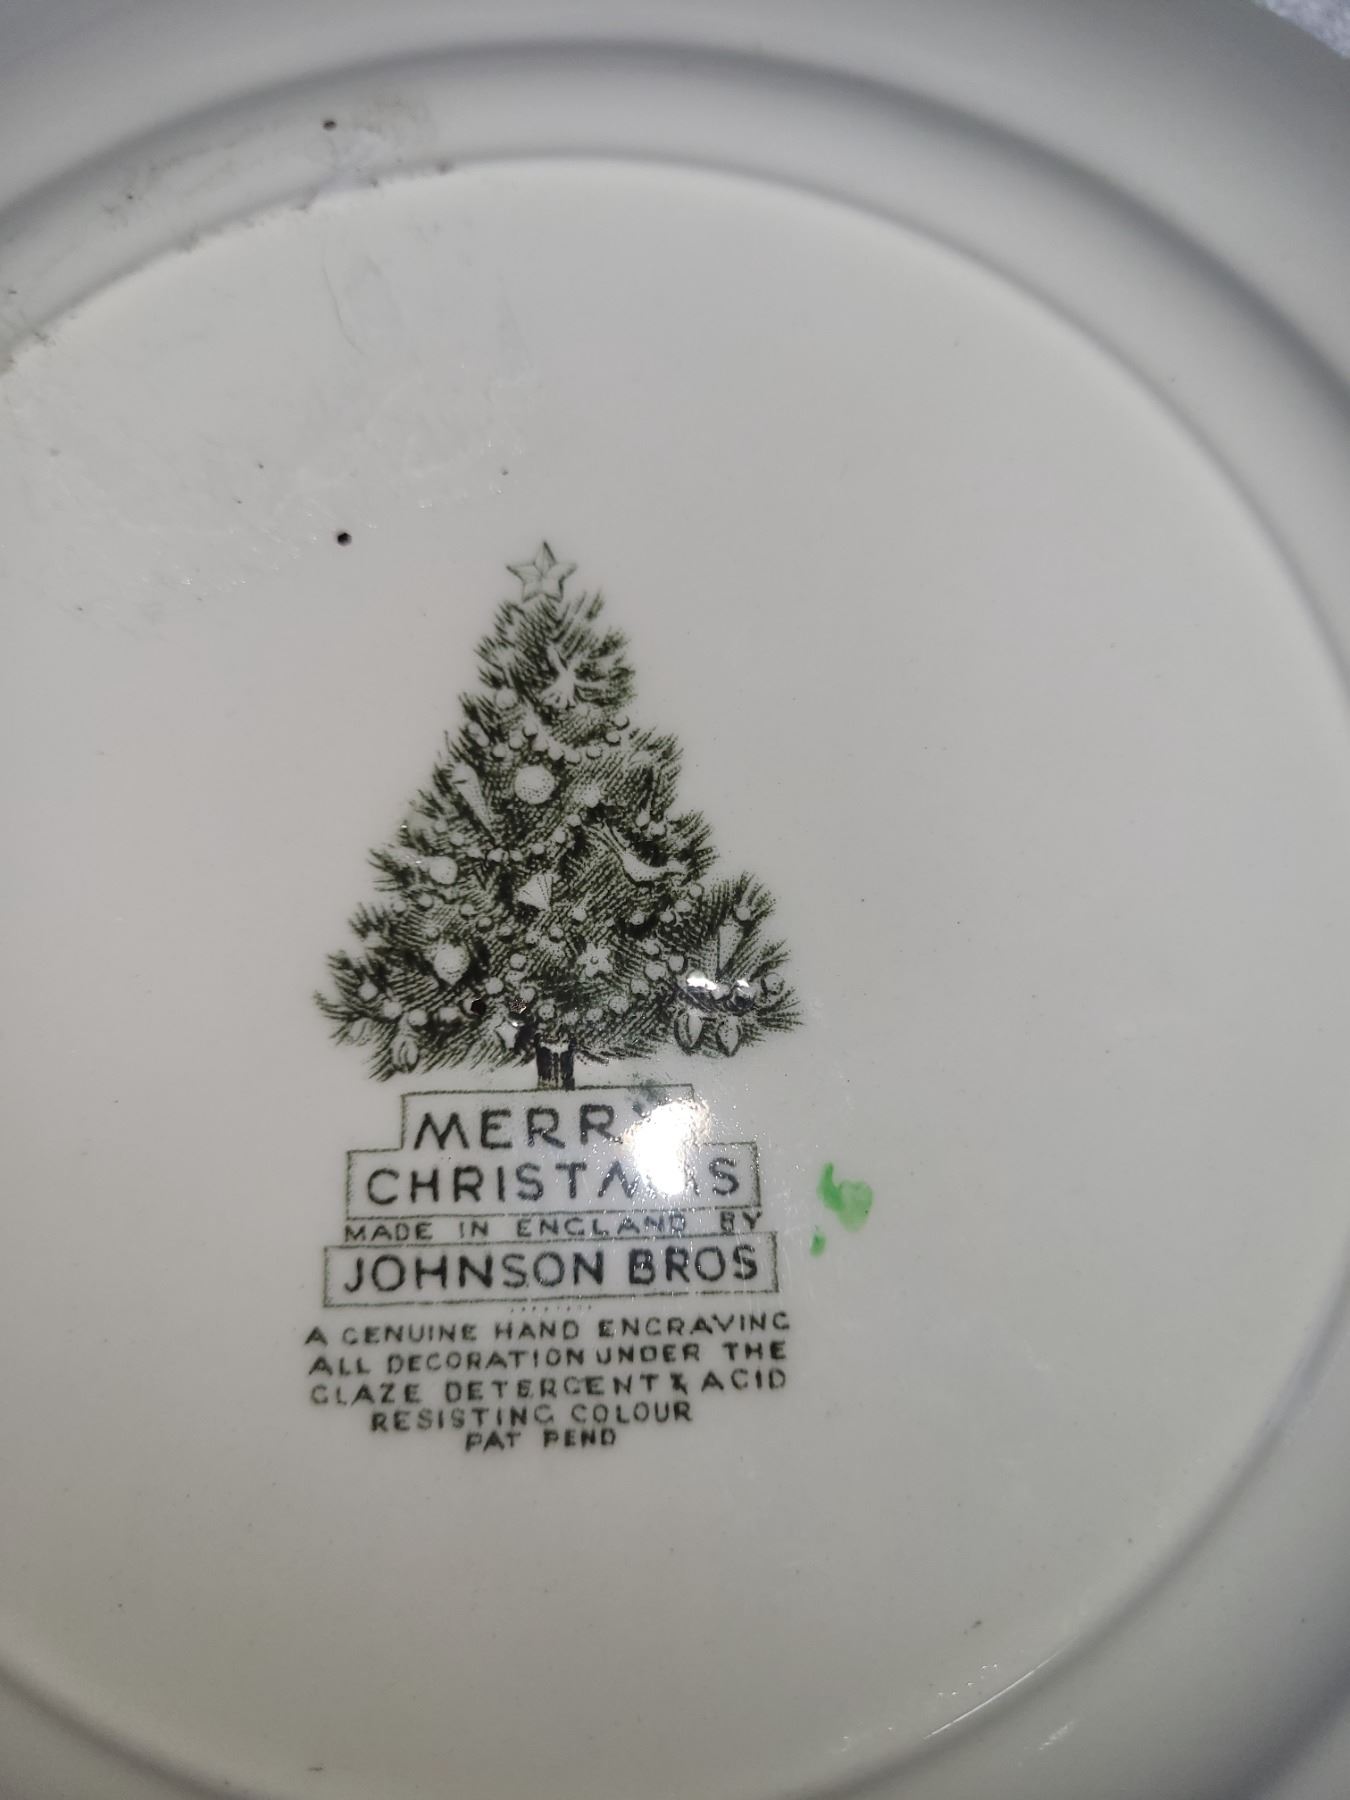 MERRY
CHRISTMAS
MADE IN ENGLAND BY
JOHNSON BROS
A GENUINE HAND ENGRAVING
ALL DECORATION UNDER THE
GLAZE DETERGENT & ACID
RESISTING COLOUR
PAT PEND